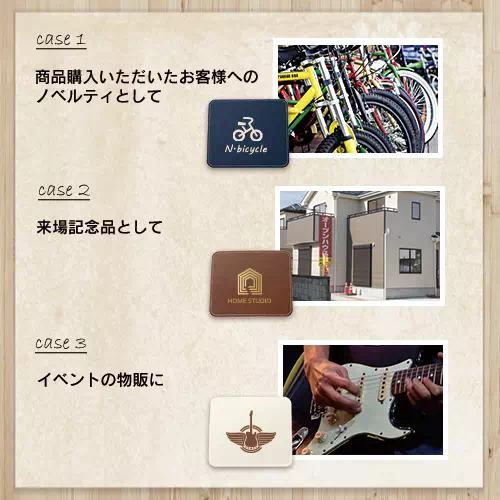 case 1
商品購入いただいたお客様への
ノベルティとして
N·bicycle
case 2
来場記念品として
オープンハウス
HOME STUDIO
case 3
イベントの物販に